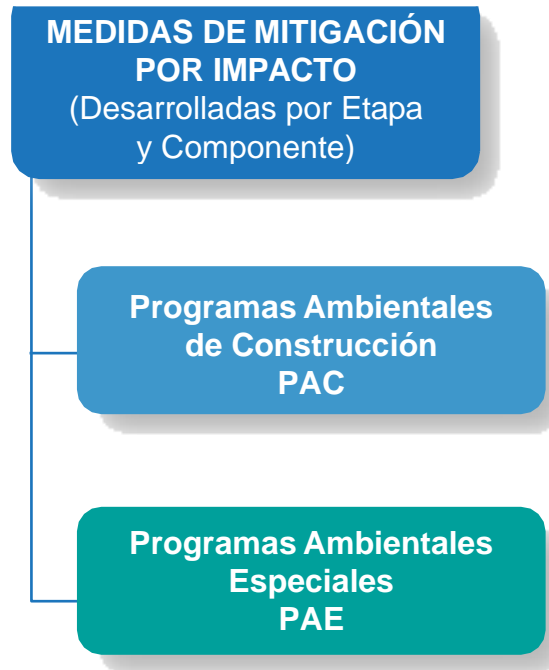 MEDIDAS DE MITIGACIÓN
POR IMPACTO
(Desarrolladas por Etapa
y Componente)
Programas Ambientales
de Construcción
PAC
Programas Ambientales
Especiales
PAE